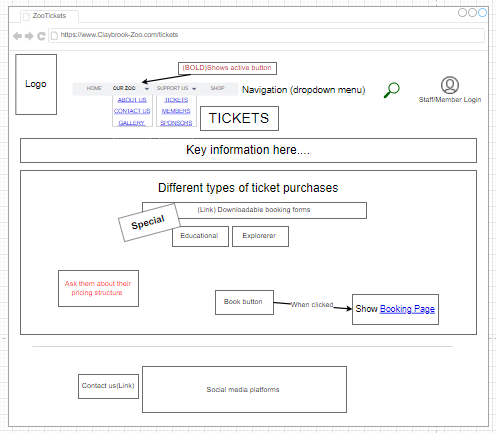 ZooTickets
https://www.Claybrook-Zoo.com/tickets
(BOLD)Shows active button
Logo
HOME
OUR ZOO
SUPPORT US
SHOP
Navigation (dropdown menu)
Staff/Member Login
ABOUT US
CONTACT US
GALLERY
TICKETS
MEMBERS
SPONSORS
TICKETS
Key information here....
Different types of ticket purchases
(Link) Downloadable booking forms
Special
Educational
Explorerer
Ask them about their
pricing structure
Book button
When clicked
Show Booking Page
Contact us(Link)
Social media platforms